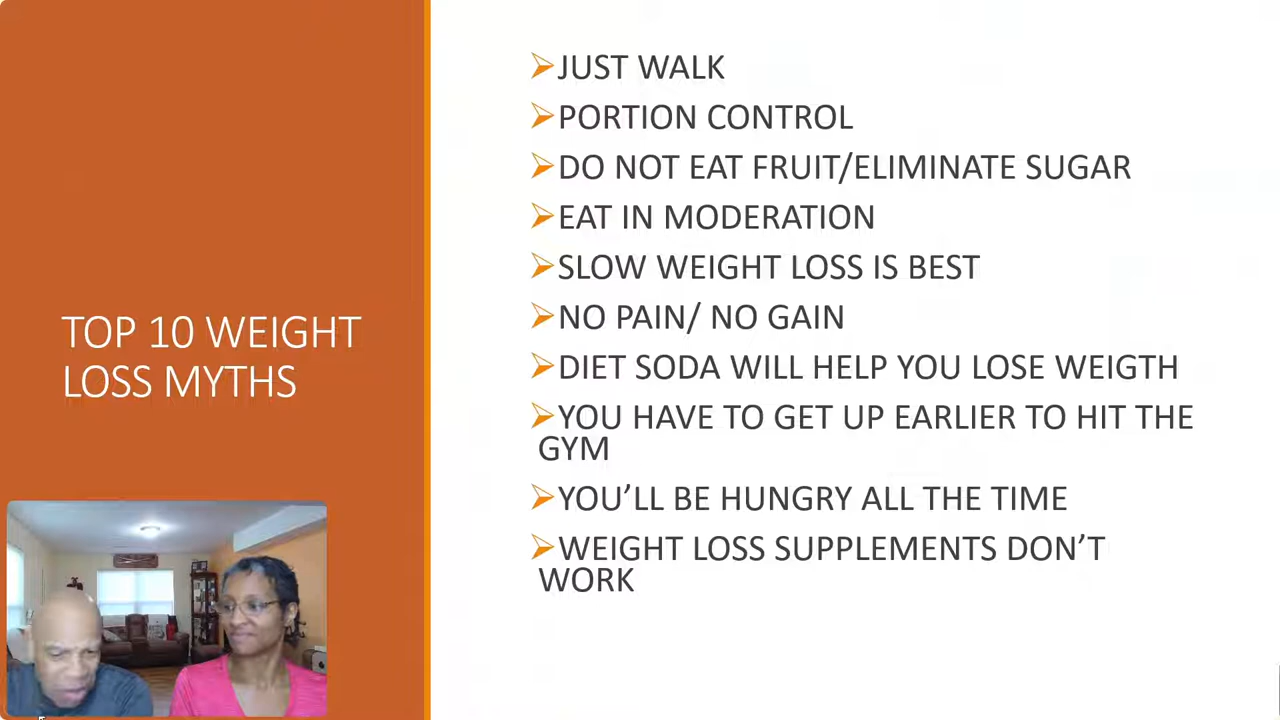 TOP 10 WEIGHT
LOSS MYTHS
JUST WALK
PORTION CONTROL
DO NOT EAT FRUIT/ELIMINATE SUGAR
EAT IN MODERATION
SLOW WEIGHT LOSS IS BEST
NO PAIN/ NO GAIN
DIET SODA WILL HELP YOU LOSE WEIGTH
YOU HAVE TO GET UP EARLIER TO HIT THE
GYM
YOU’LL BE HUNGRY ALL THE TIME
WEIGHT LOSS SUPPLEMENTS DON’T
WORK